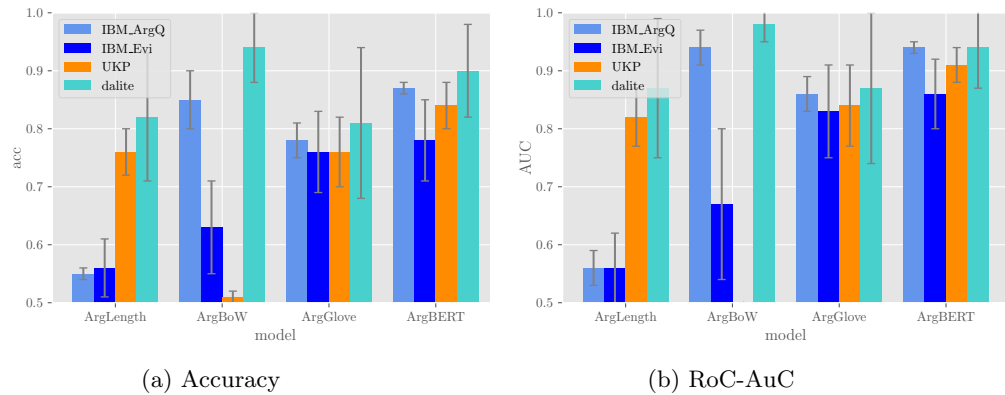 1.0
0.9
0.8
0.7
0.6
0.5
acc
IBM_ArgQ
IBM_Evi
UKP
dalite
ArgLength
ArgBoW
ArgGlove
ArgBERT
model
(a) Accuracy
1.0
0.9
0.8
0.7
0.6
0.5
AUC
IBM_ArgQ
IBM_Evi
UKP
dalite
ArgLength
ArgBoW
ArgGlove
ArgBERT
model
(b) RoC-AuC